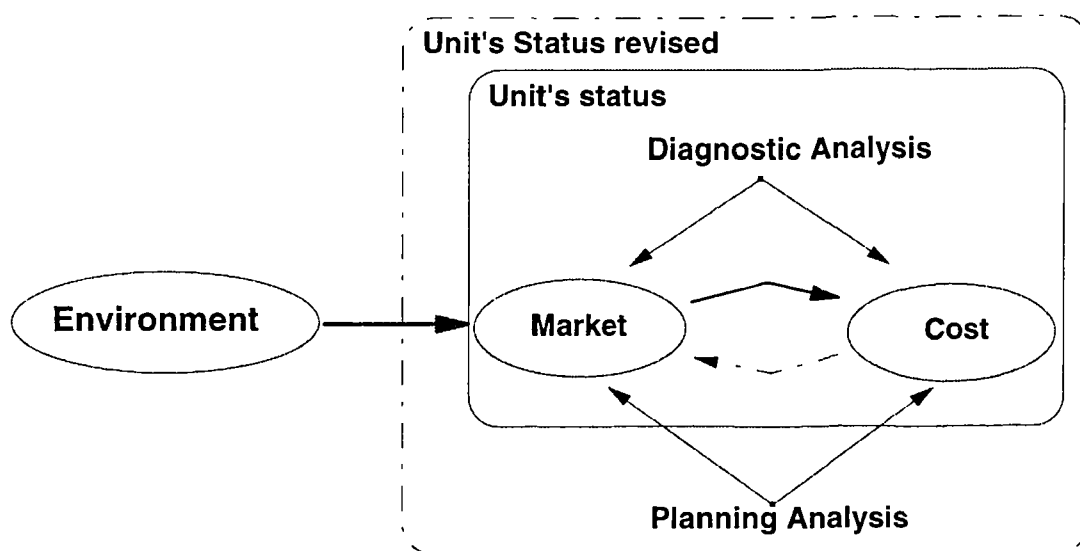 Unit's Status revised
Unit's status
Diagnostic Analysis
Environment
Market
Cost
Planning Analysis